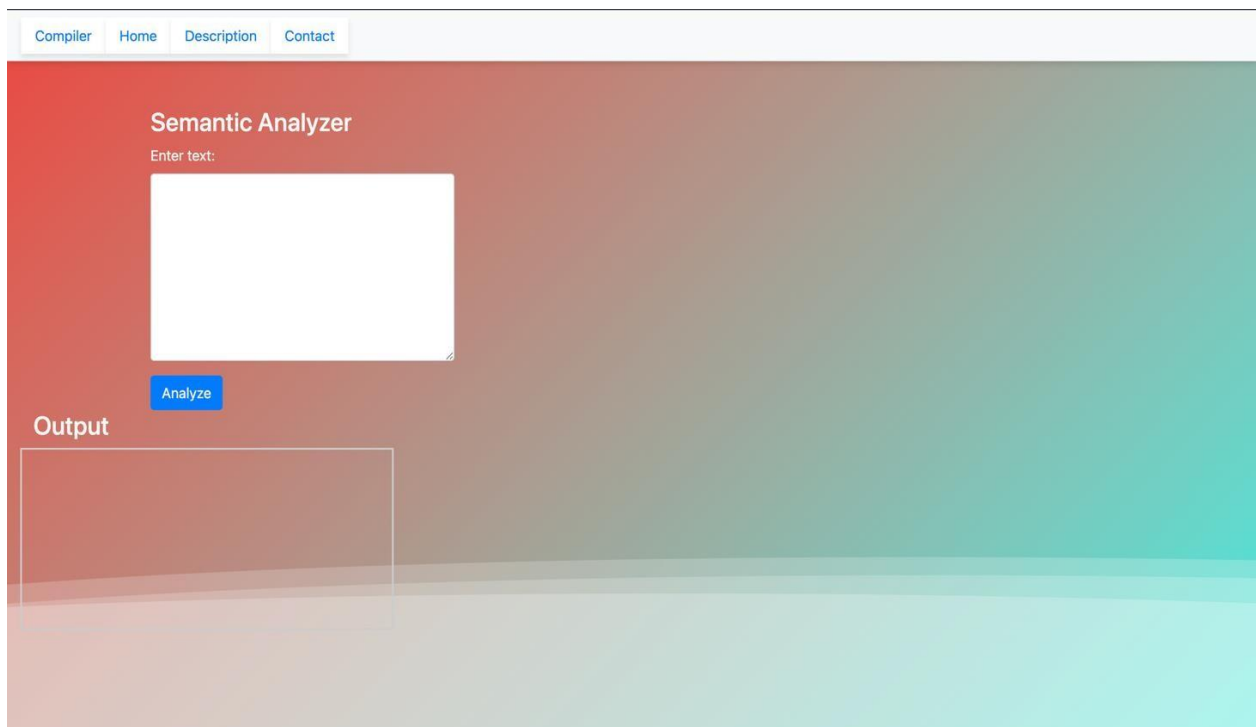 Compiler Home Description Contact
Semantic Analyzer
Enter text:
Analyze
Output